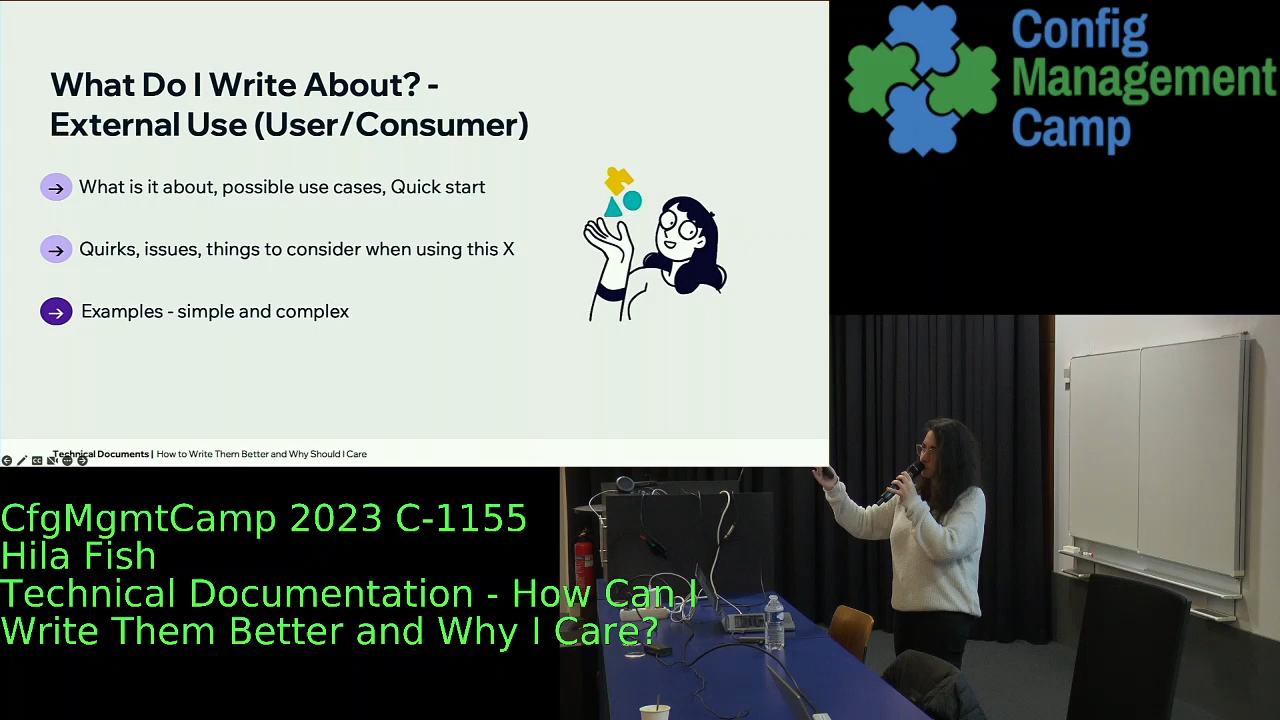 What Do I Write About? -
External Use (User/Consumer)
What is it about, possible use cases, Quick start
Quirks, issues, things to consider when using this X
Examples - simple and complex
Technical Documents | How to Write Them Better and Why Should I Care
Config
Management
Camp
CfgMgmtCamp 2023 C-1155
Hila Fish
Technical Documentation - How Can I
Write Them Better and Why I Care?